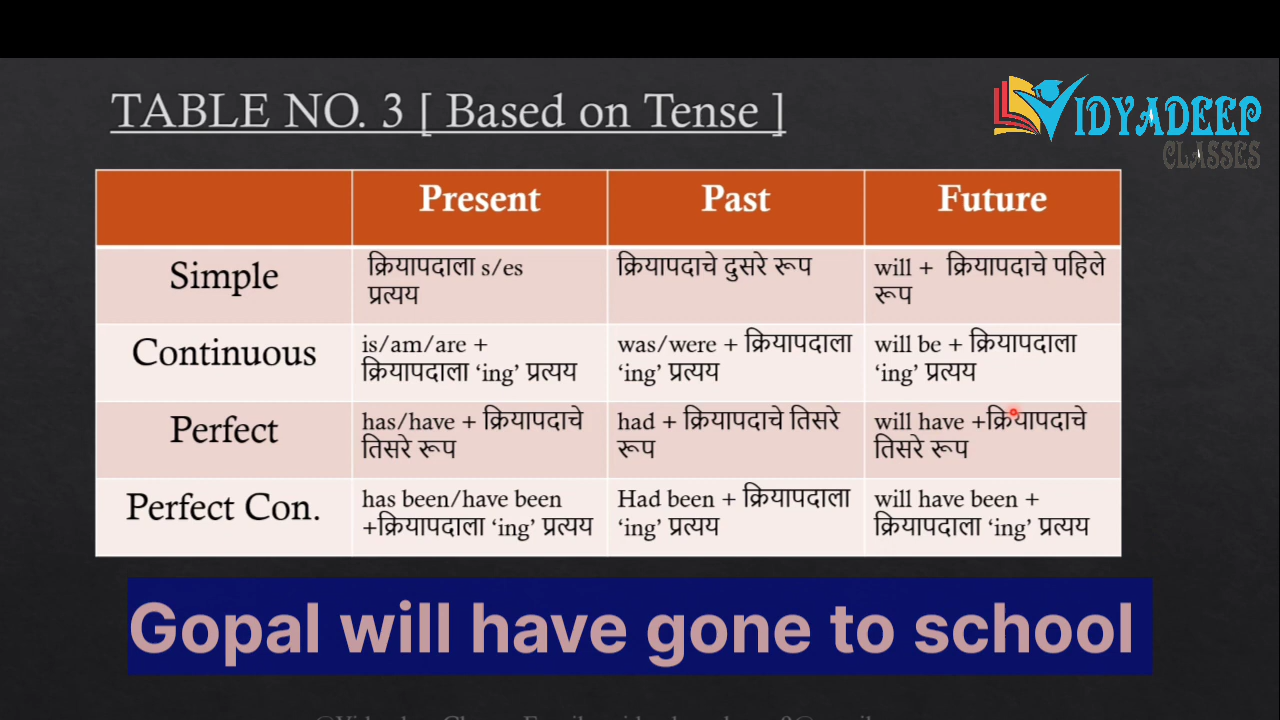 TABLE NO. 3 [ Based on Tense ]
VIDYADEEP
CLASSES
Present Past Future
Simple क्रियापदाला s/es प्रत्यय क्रियापदाचे दुसरे रूप will + क्रियापदाचे पहिले रूप
Continuous is/am/are + क्रियापदाला ‘ing’ प्रत्यय was/were + क्रियापदाला ‘ing’ प्रत्यय will be + क्रियापदाला ‘ing’ प्रत्यय
Perfect has/have + क्रियापदाचे तिसरे रूप had + क्रियापदाचे तिसरे रूप will have +क्रियापदाचे तिसरे रूप
Perfect Con. has been/have been +क्रियापदाला ‘ing’ प्रत्यय Had been + क्रियापदाला ‘ing’ प्रत्यय will have been + क्रियापदाला ‘ing’ प्रत्यय
Gopal will have gone to school